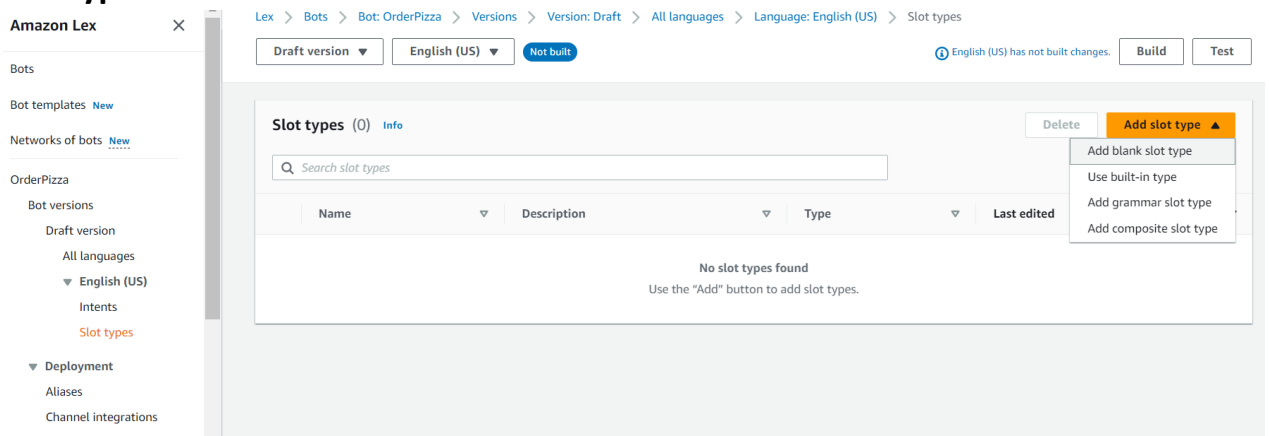 Amazon Lex
Bots
Bot templates New
Networks of bots New
OrderPizza
Bot versions
Draft version
All languages
English (US)
Intents
Slot types
Deployment
Aliases
Channel integrations
Lex > Bots > Bot: OrderPizza > Versions > Version: Draft > All languages > Language: English (US) > Slot types
Draft version English (US) Not built English (US) has not built changes. Build Test
Slot types (0) Info Delete Add slot type
Search slot types
Add blank slot type
Use built-in type
Add grammar slot type
Add composite slot type
Name Description Type Last edited
No slot types found
Use the "Add" button to add slot types.